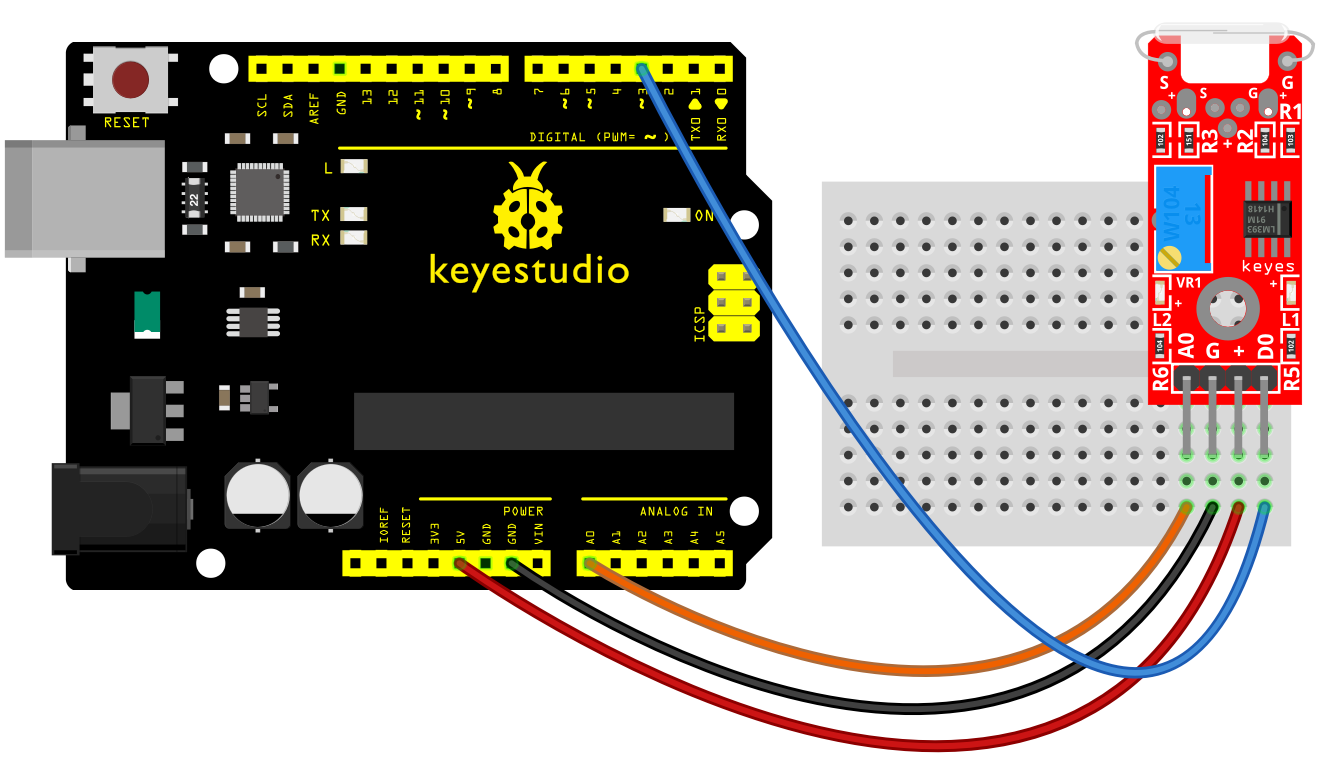 RESET
SCL
SDA
AREF
GND
13
12
~11
~10
~9
8
7
~6
~5
4
~3
2
TX0 1
RX0 0
DIGITAL (PWM= ~ )
L
TX
RX
22
ON
keyestudio
ICSP
POWER
ANALOG IN
IOREF
RESET
3V3
5V
GND
GND
VIN
A0
A1
A2
A3
A4
A5
S
G
+
S
G
+
R1
102
151
R3
+
R2
104
103
W104
13
LM393
91M
H1418
keyes
VR1
+
+
L2
L1
104
102
R6
A0
G
+
D0
R5